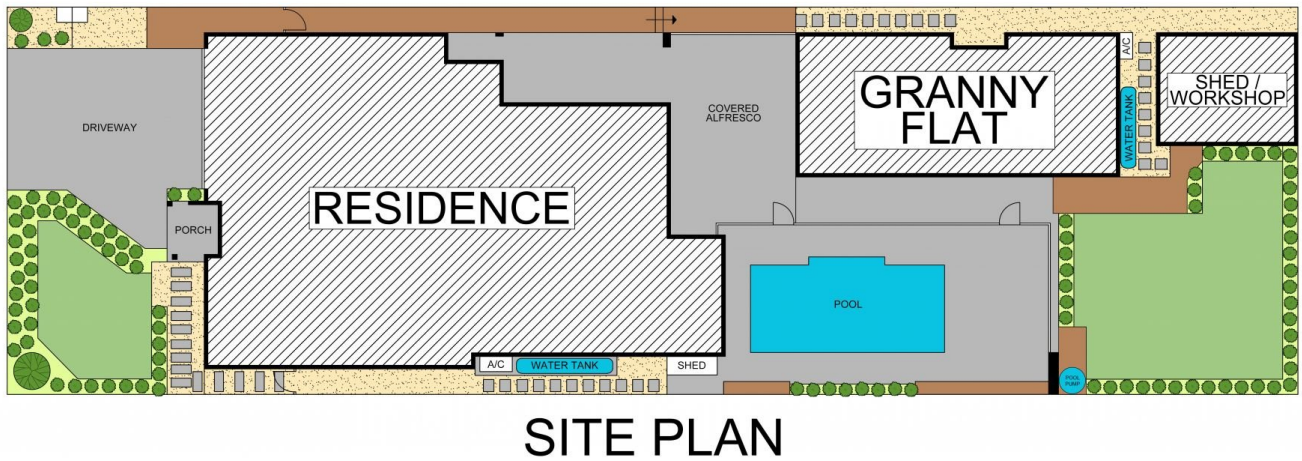 A/C
GRANNY
FLAT
SHED /
WORKSHOP
DRIVEWAY
COVERED
ALFRESCO
WATER TANK
RESIDENCE
PORCH
POOL
A/C
WATER TANK
SHED
POOL
PUMP
SITE PLAN